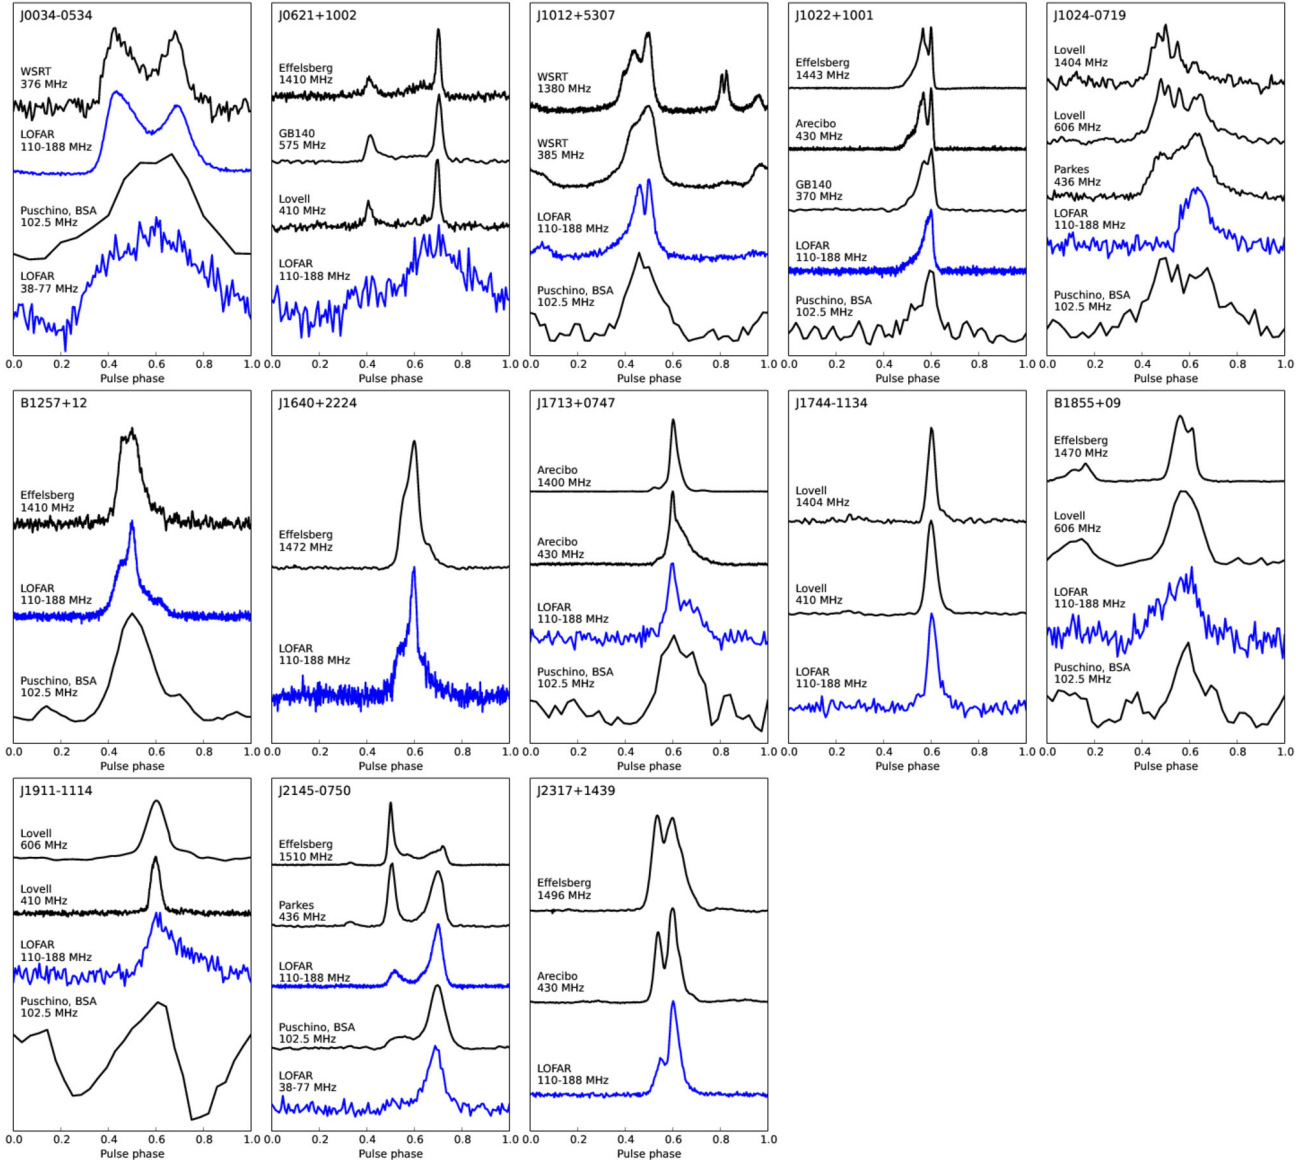 J0034-0534
WSRT
376 MHz
LOFAR
110-188 MHz
Puschino, BSA
102.5 MHz
LOFAR
38-77 MHz
0.0 0.2 0.4 0.6 0.8 1.0
Pulse phase
J0621+1002
Effelsberg
1410 MHz
GB140
575 MHz
Lovell
410 MHz
LOFAR
110-188 MHz
0.0 0.2 0.4 0.6 0.8 1.0
Pulse phase
J1012+5307
WSRT
1380 MHz
WSRT
385 MHz
LOFAR
110-188 MHz
Puschino, BSA
102.5 MHz
0.0 0.2 0.4 0.6 0.8 1.0
Pulse phase
J1022+1001
Effelsberg
1443 MHz
Arecibo
430 MHz
GB140
370 MHz
LOFAR
110-188 MHz
Puschino, BSA
102.5 MHz
0.0 0.2 0.4 0.6 0.8 1.0
Pulse phase
J1024-0719
Lovell
1404 MHz
Lovell
606 MHz
Parkes
436 MHz
LOFAR
110-188 MHz
Puschino, BSA
102.5 MHz
0.0 0.2 0.4 0.6 0.8 1.0
Pulse phase
B1257+12
Effelsberg
1410 MHz
LOFAR
110-188 MHz
Puschino, BSA
102.5 MHz
0.0 0.2 0.4 0.6 0.8 1.0
Pulse phase
J1640+2224
Effelsberg
1472 MHz
LOFAR
110-188 MHz
0.0 0.2 0.4 0.6 0.8 1.0
Pulse phase
J1713+0747
Arecibo
1400 MHz
Arecibo
430 MHz
LOFAR
110-188 MHz
Puschino, BSA
102.5 MHz
0.0 0.2 0.4 0.6 0.8 1.0
Pulse phase
J1744-1134
Lovell
1404 MHz
Lovell
410 MHz
LOFAR
110-188 MHz
0.0 0.2 0.4 0.6 0.8 1.0
Pulse phase
B1855+09
Effelsberg
1470 MHz
Lovell
606 MHz
LOFAR
110-188 MHz
Puschino, BSA
102.5 MHz
0.0 0.2 0.4 0.6 0.8 1.0
Pulse phase
J1911-1114
Lovell
606 MHz
Lovell
410 MHz
LOFAR
110-188 MHz
Puschino, BSA
102.5 MHz
0.0 0.2 0.4 0.6 0.8 1.0
Pulse phase
J2145-0750
Effelsberg
1510 MHz
Parkes
436 MHz
LOFAR
110-188 MHz
Puschino, BSA
102.5 MHz
LOFAR
38-77 MHz
0.0 0.2 0.4 0.6 0.8 1.0
Pulse phase
J2317+1439
Effelsberg
1496 MHz
Arecibo
430 MHz
LOFAR
110-188 MHz
0.0 0.2 0.4 0.6 0.8 1.0
Pulse phase